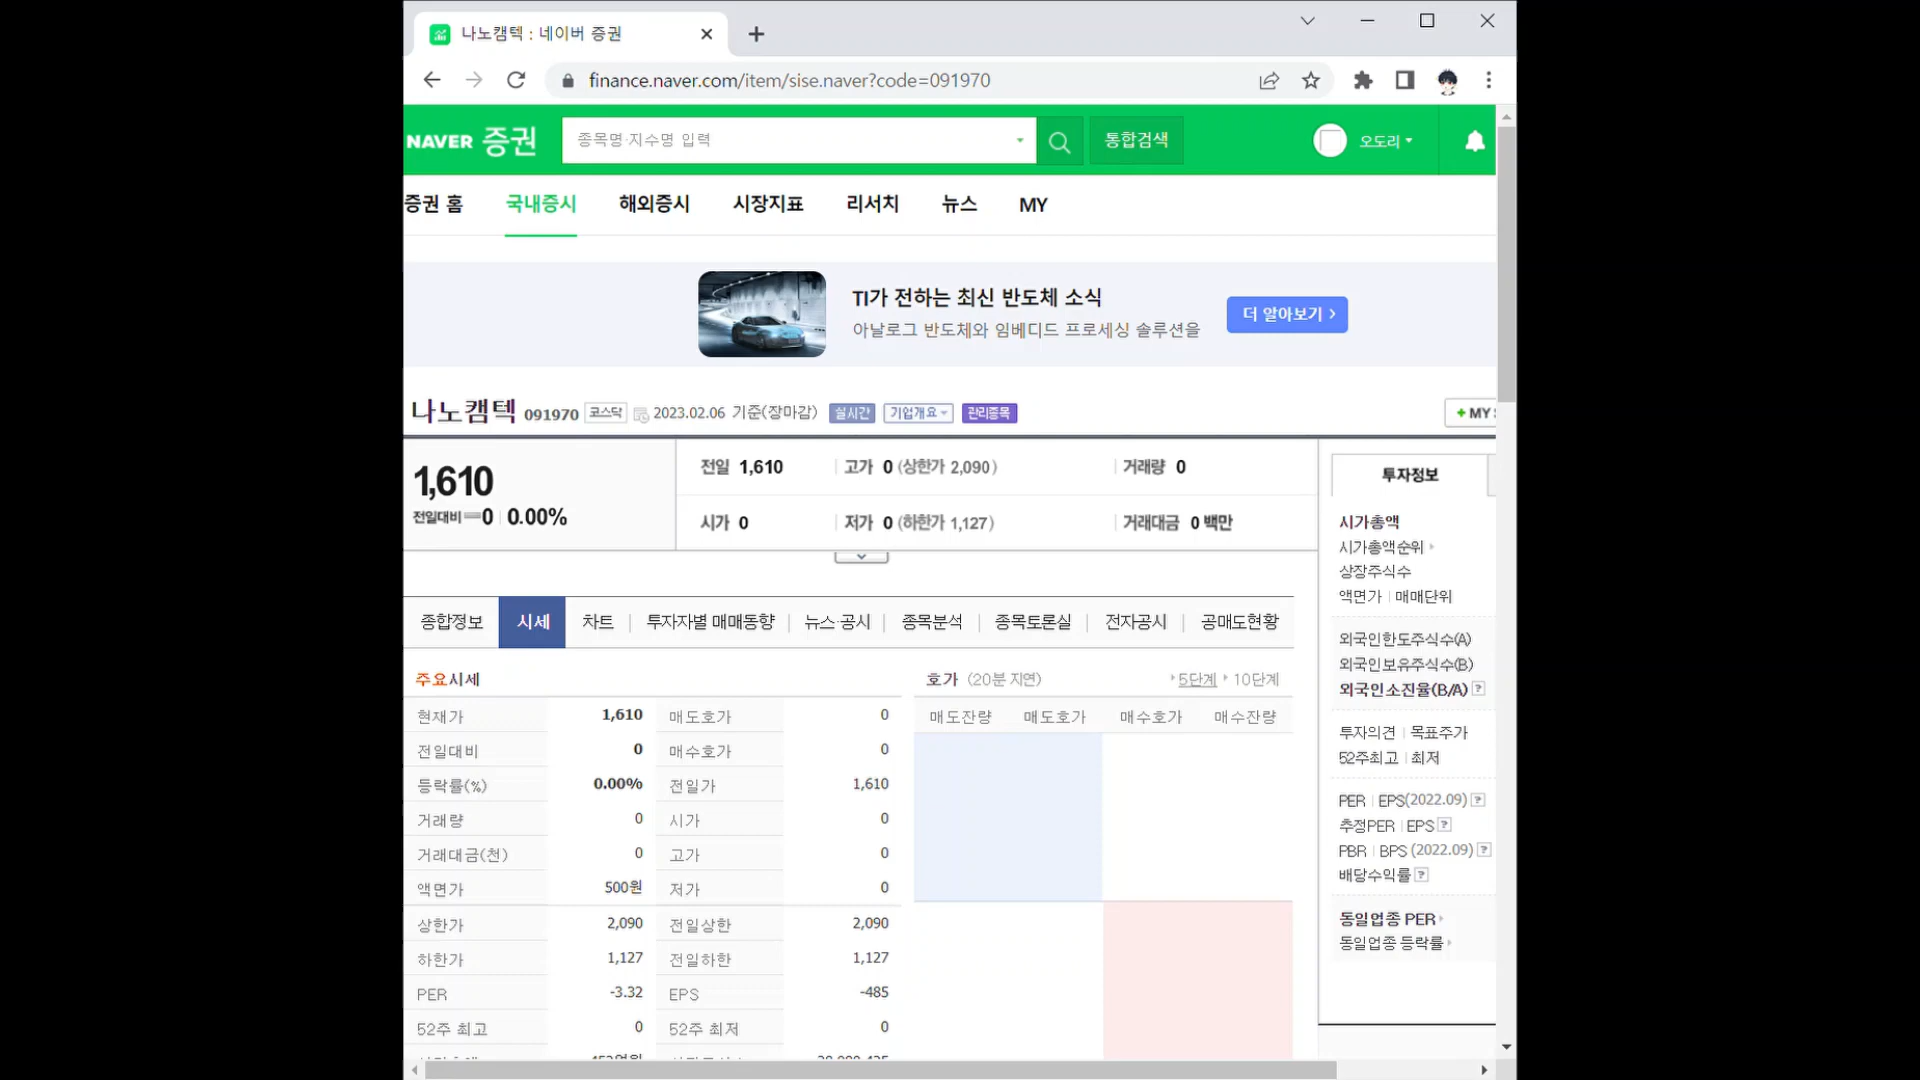 나노캠텍 : 네이버 증권
finance.naver.com/item/sise.naver?code=091970
NAVER 증권 종목명·지수명 입력 통합검색 오도리
증권 홈 국내증시 해외증시 시장지표 리서치 뉴스 MY
TI가 전하는 최신 반도체 소식
아날로그 반도체와 임베디드 프로세싱 솔루션을
더 알아보기
나노캠텍 091970 코스닥 2023.02.06 기준(장마감) 실시간 기업개요 관리종목 + MY
1,610
전일대비 0 0.00%
전일 1,610 고가 0 (상한가 2,090) 거래량 0
시가 0 저가 0 (하한가 1,127) 거래대금 0 백만
종합정보 시세 차트 투자자별 매매동향 뉴스·공시 종목분석 종목토론실 전자공시 공매도현황
주요시세
현재가 1,610 매도호가 0
전일대비 0 매수호가 0
등락률(%) 0.00% 전일가 1,610
거래량 0 시가 0
거래대금(천) 0 고가 0
액면가 500원 저가 0
상한가 2,090 전일상한 2,090
하한가 1,127 전일하한 1,127
PER -3.32 EPS -485
52주 최고 0 52주 최저 0
호가 (20분 지연) 5단계 10단계
매도잔량 매도호가 매수호가 매수잔량
투자정보
시가총액
시가총액순위
상장주식수
액면가 매매단위
외국인한도주식수(A)
외국인보유주식수(B)
외국인소진율(B/A) ?
투자의견 목표주가
52주최고 최저
PER EPS(2022.09) ?
추정PER EPS ?
PBR BPS (2022.09) ?
배당수익률 ?
동일업종 PER
동일업종 등락률